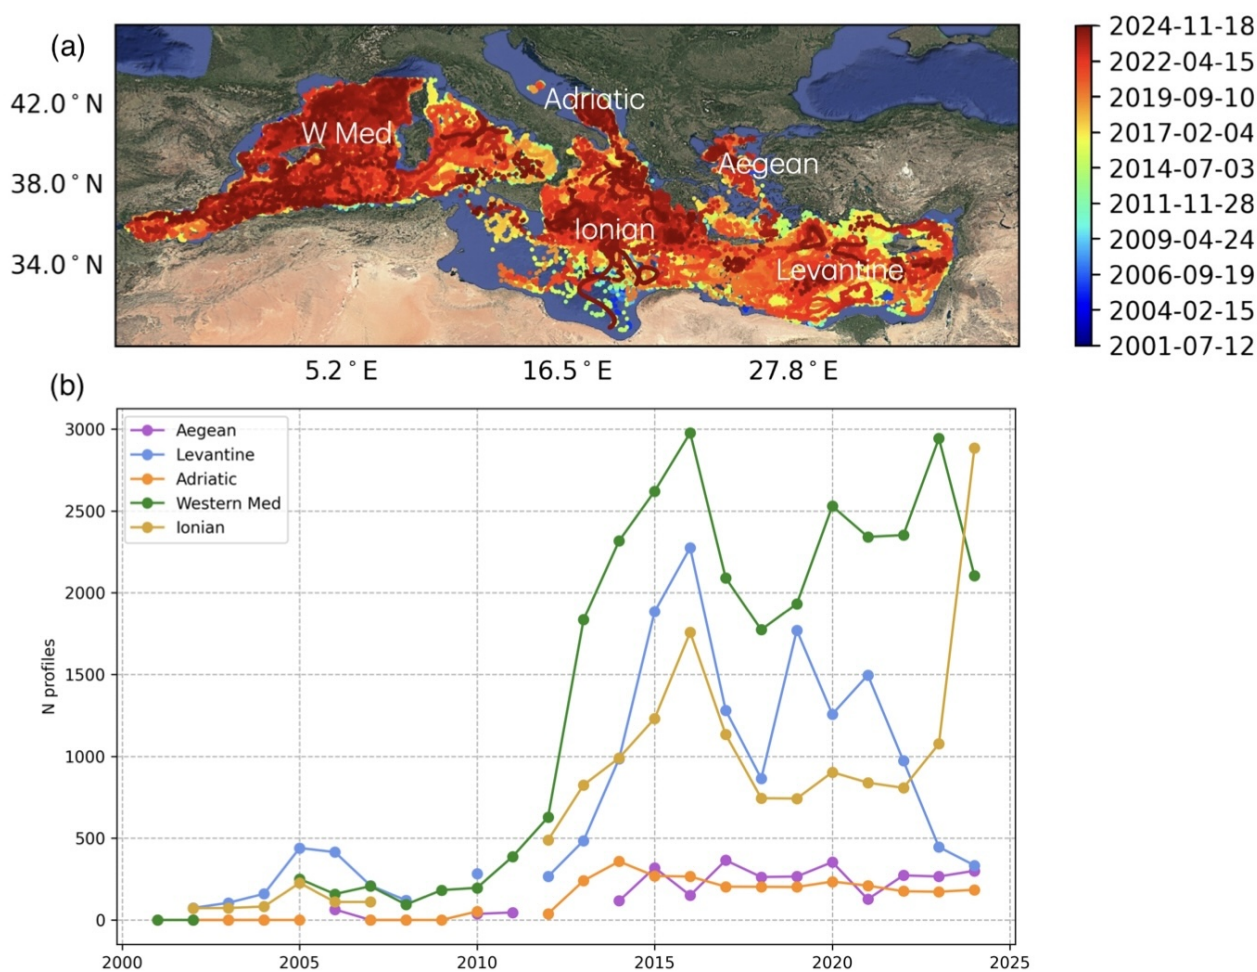 (a)
42.0°N
38.0°N
34.0°N
W Med
Adriatic
Aegean
Ionian
Levantine
5.2°E 16.5°E 27.8°E
2024-11-18
2022-04-15
2019-09-10
2017-02-04
2014-07-03
2011-11-28
2009-04-24
2006-09-19
2004-02-15
2001-07-12
(b)
Aegean
Levantine
Adriatic
Western Med
Ionian
N profiles
3000
2500
2000
1500
1000
500
0
2000 2005 2010 2015 2020 2025